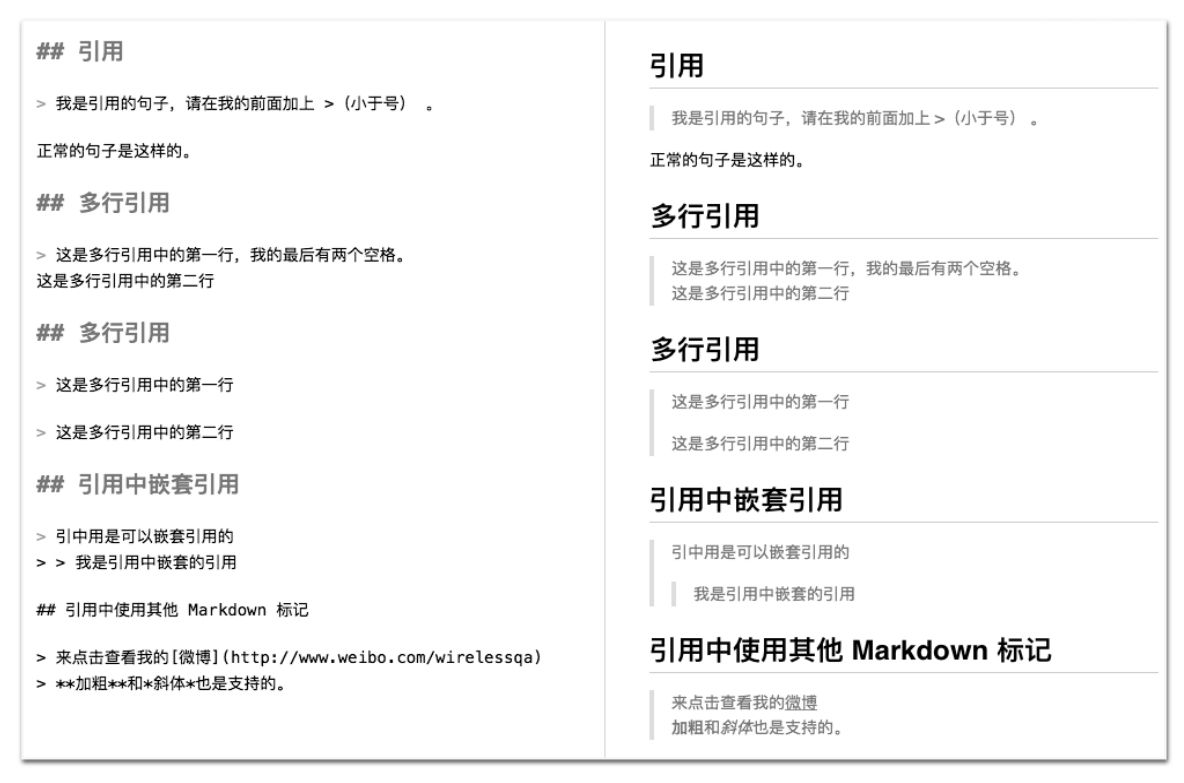 ## 引用
> 我是引用的句子，请在我的前面加上 >（小于号） 。
正常的句子是这样的。
## 多行引用
> 这是多行引用中的第一行，我的最后有两个空格。
这是多行引用中的第二行
## 多行引用
> 这是多行引用中的第一行
> 这是多行引用中的第二行
## 引用中嵌套引用
> 引中用是可以嵌套引用的
> > 我是引用中嵌套的引用
## 引用中使用其他 Markdown 标记
> 来点击查看我的[微博](http://www.weibo.com/wirelessqa)
> **加粗**和*斜体*也是支持的。
引用
我是引用的句子，请在我的前面加上 >（小于号） 。
正常的句子是这样的。
多行引用
这是多行引用中的第一行，我的最后有两个空格。
这是多行引用中的第二行
多行引用
这是多行引用中的第一行
这是多行引用中的第二行
引用中嵌套引用
引中用是可以嵌套引用的
我是引用中嵌套的引用
引用中使用其他 Markdown 标记
来点击查看我的微博
加粗和斜体也是支持的。